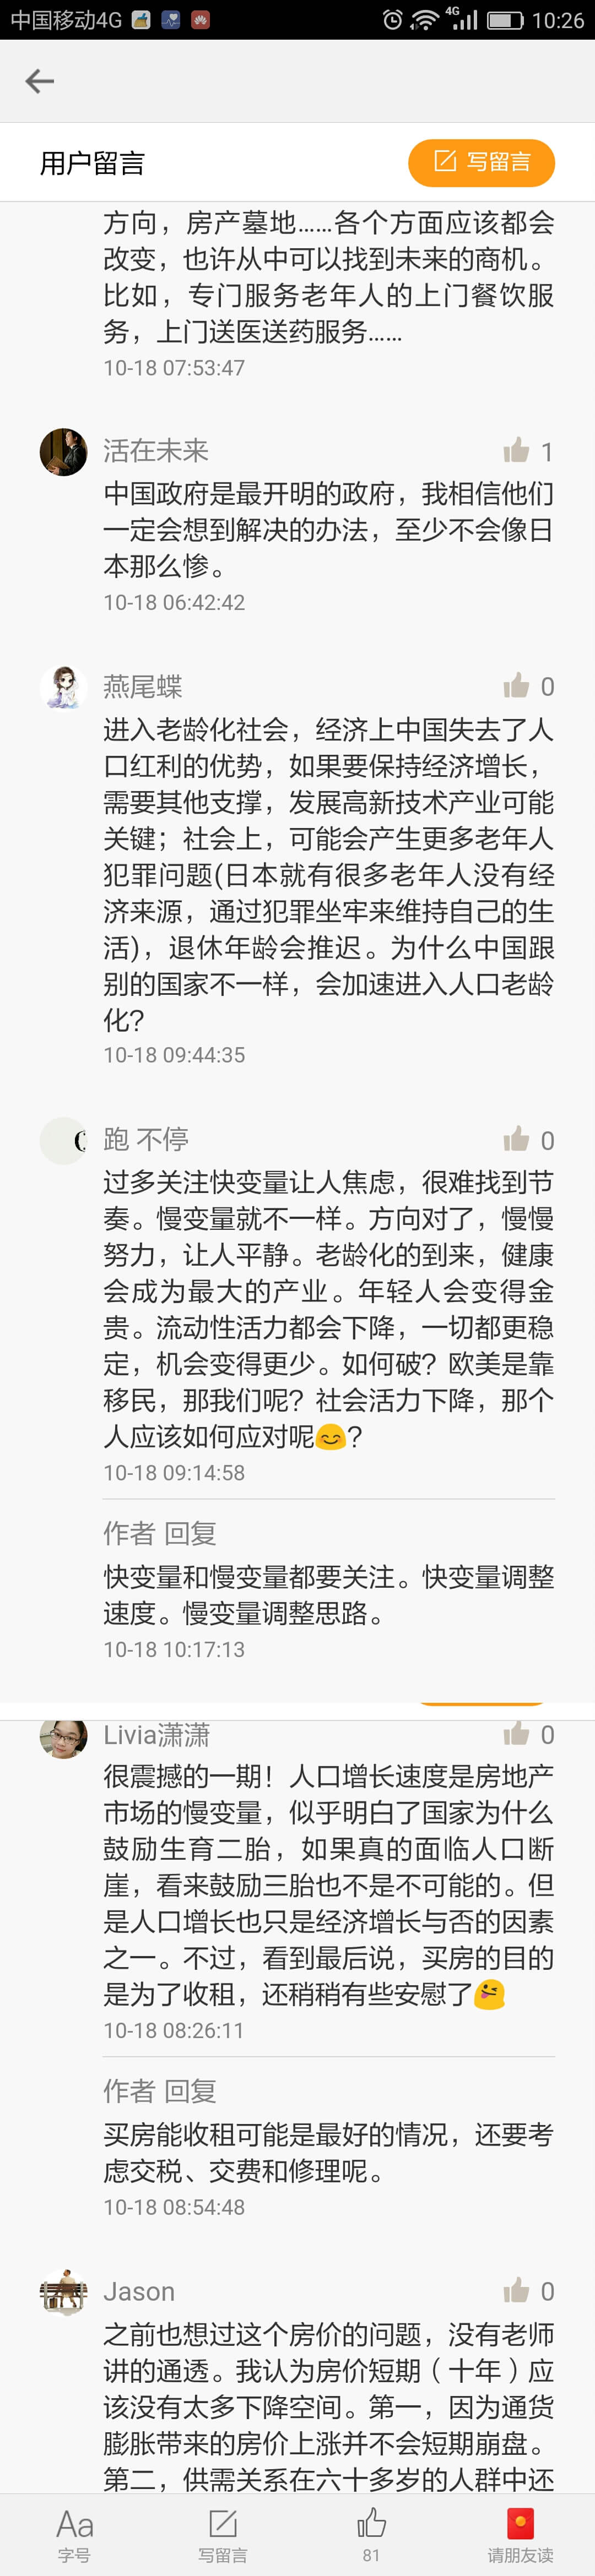 中国移动4G
4G
10:26
用户留言
写留言
方向，房产墓地......各个方面应该都会
改变，也许从中可以找到未来的商机。
比如，专门服务老年人的上门餐饮服
务，上门送医送药服务......
10-18 07:53:47
活在未来
1
中国政府是最开明的政府，我相信他们
一定会想到解决的办法，至少不会像日
本那么惨。
10-18 06:42:42
燕尾蝶
0
进入老龄化社会，经济上中国失去了人
口红利的优势，如果要保持经济增长，
需要其他支撑，发展高新技术产业可能
关键；社会上，可能会产生更多老年人
犯罪问题(日本就有很多老年人没有经
济来源，通过犯罪坐牢来维持自己的生
活)，退休年龄会推迟。为什么中国跟
别的国家不一样，会加速进入人口老龄
化？
10-18 09:44:35
跑 不停
0
过多关注快变量让人焦虑，很难找到节
奏。慢变量就不一样。方向对了，慢慢
努力，让人平静。老龄化的到来，健康
会成为最大的产业。年轻人会变得金
贵。流动性活力都会下降，一切都更稳
定，机会变得更少。如何破？欧美是靠
移民，那我们呢？社会活力下降，那个
人应该如何应对呢😊？
10-18 09:14:58
作者 回复
快变量和慢变量都要关注。快变量调整
速度。慢变量调整思路。
10-18 10:17:13
Livia潇潇
0
很震撼的一期！人口增长速度是房地产
市场的慢变量，似乎明白了国家为什么
鼓励生育二胎，如果真的面临人口断
崖，看来鼓励三胎也不是不可能的。但
是人口增长也只是经济增长与否的因素
之一。不过，看到最后说，买房的目的
是为了收租，还稍稍有些安慰了😜
10-18 08:26:11
作者 回复
买房能收租可能是最好的情况，还要考
虑交税、交费和修理呢。
10-18 08:54:48
Jason
0
之前也想过这个房价的问题，没有老师
讲的通透。我认为房价短期（十年）应
该没有太多下降空间。第一，因为通货
膨胀带来的房价上涨并不会短期崩盘。
第二，供需关系在六十多岁的人群中还
Aa
字号
写留言
81
请朋友读